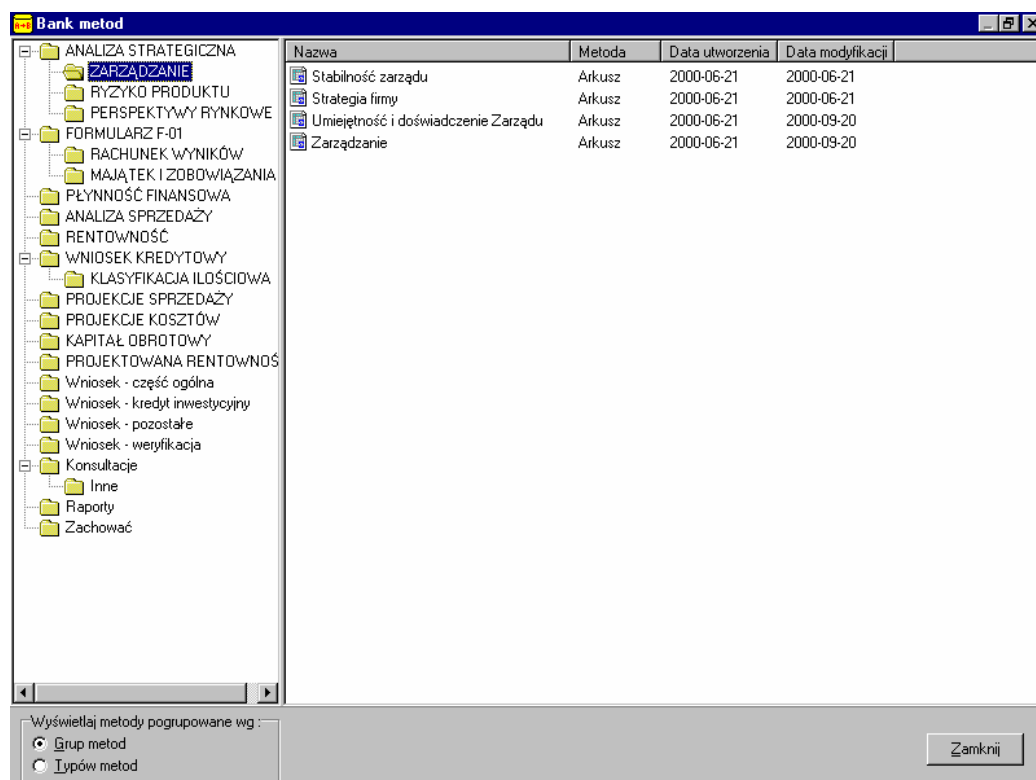 A+B Bank metod
ANALIZA STRATEGICZNA
ZARZĄDZANIE
RYZYKO PRODUKTU
PERSPEKTYWY RYNKOWE
FORMULARZ F-01
RACHUNEK WYNIKÓW
MAJĄTEK I ZOBOWIĄZANIA
PŁYNNOŚĆ FINANSOWA
ANALIZA SPRZEDAŻY
RENTOWNOŚĆ
WNIOSEK KREDYTOWY
KLASYFIKACJA ILOŚCIOWA
PROJEKCJE SPRZEDAŻY
PROJEKCJE KOSZTÓW
KAPITAŁ OBROTOWY
PROJEKTOWANA RENTOWNOŚ
Wniosek - część ogólna
Wniosek - kredyt inwestycyjny
Wniosek - pozostałe
Wniosek - weryfikacja
Konsultacje
Inne
Raporty
Zachować
Nazwa Metoda Data utworzenia Data modyfikacji
Stabilność zarządu Arkusz 2000-06-21 2000-06-21
Strategia firmy Arkusz 2000-06-21 2000-06-21
Umiejętność i doświadczenie Zarządu Arkusz 2000-06-21 2000-09-20
Zarządzanie Arkusz 2000-06-21 2000-09-20
Wyświetlaj metody pogrupowane wg :
Grup metod
Typów metod
Zamknij